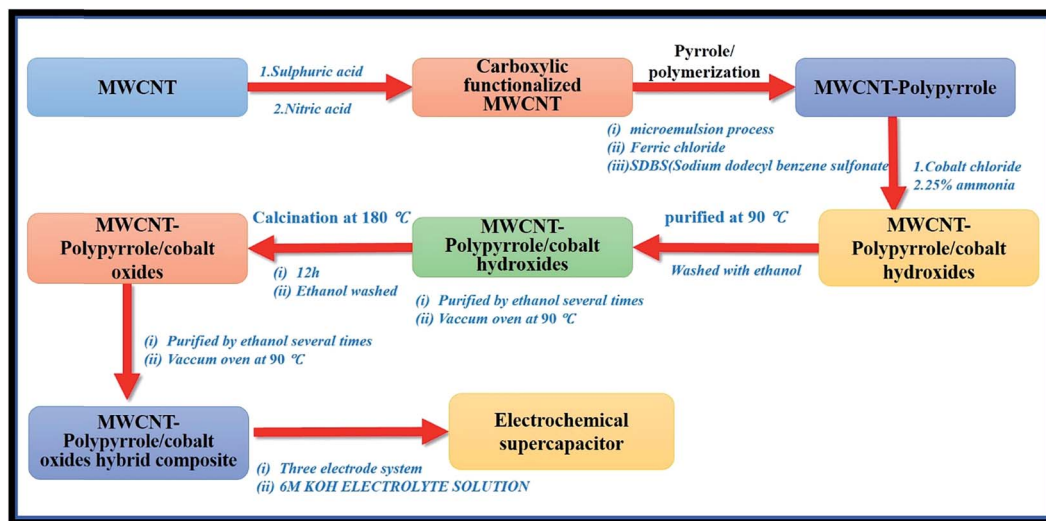 MWCNT
1.Sulphuric acid
2.Nitric acid
Carboxylic
functionalized
MWCNT
Pyrrole/
polymerization
(i) microemulsion process
(ii) Ferric chloride
(iii)SDBS(Sodium dodecyl benzene sulfonate
MWCNT-Polypyrrole
1.Cobalt chloride
2.25% ammonia
MWCNT-
Polypyrrole/cobalt
hydroxides
purified at 90 ℃
Washed with ethanol
MWCNT-
Polypyrrole/cobalt
hydroxides
(i) Purified by ethanol several times
(ii) Vaccum oven at 90 ℃
Calcination at 180 ℃
(i) 12h
(ii) Ethanol washed
MWCNT-
Polypyrrole/cobalt
oxides
(i) Purified by ethanol several times
(ii) Vaccum oven at 90 ℃
MWCNT-
Polypyrrole/cobalt
oxides hybrid composite
(i) Three electrode system
(ii) 6M KOH ELECTROLYTE SOLUTION
Electrochemical
supercapacitor